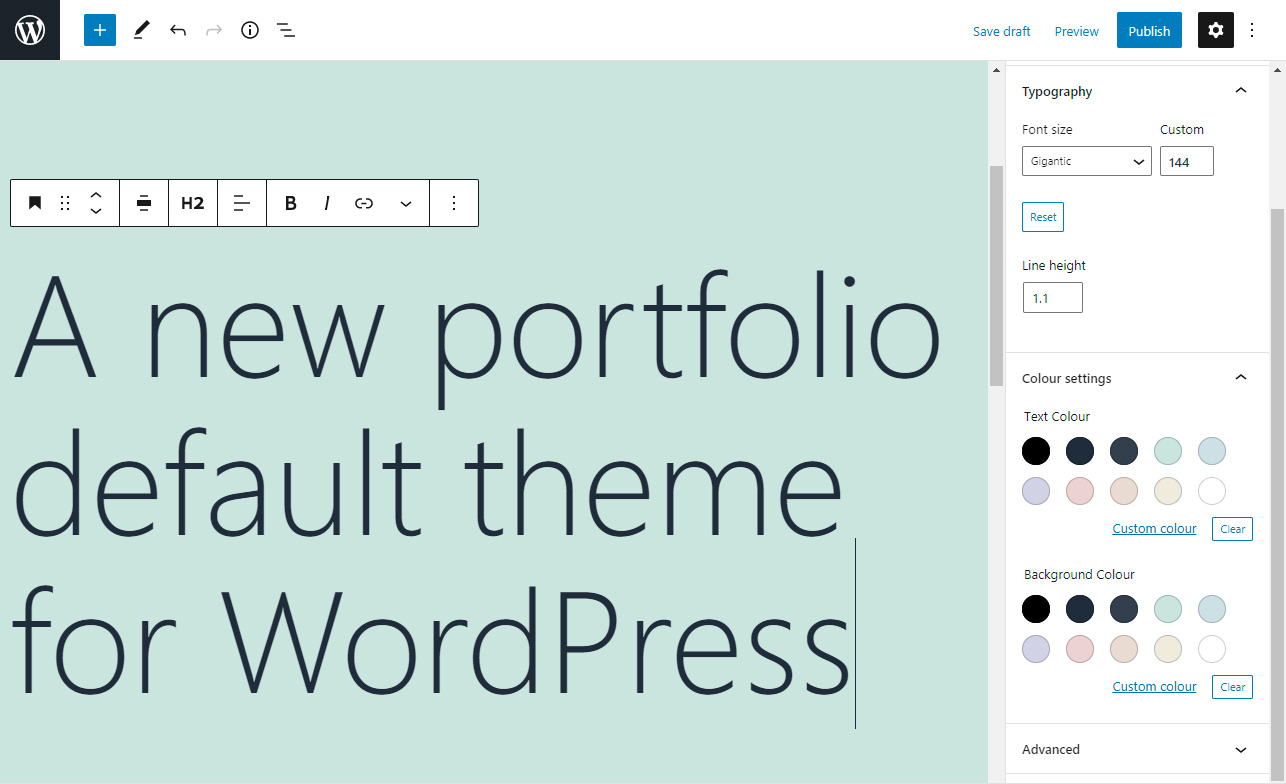 Save draft
Preview
Publish
H2
B
I
A new portfolio
default theme
for WordPress
Typography
Font size
Custom
Gigantic
144
Reset
Line height
1.1
Colour settings
Text Colour
Custom colour
Clear
Background Colour
Custom colour
Clear
Advanced